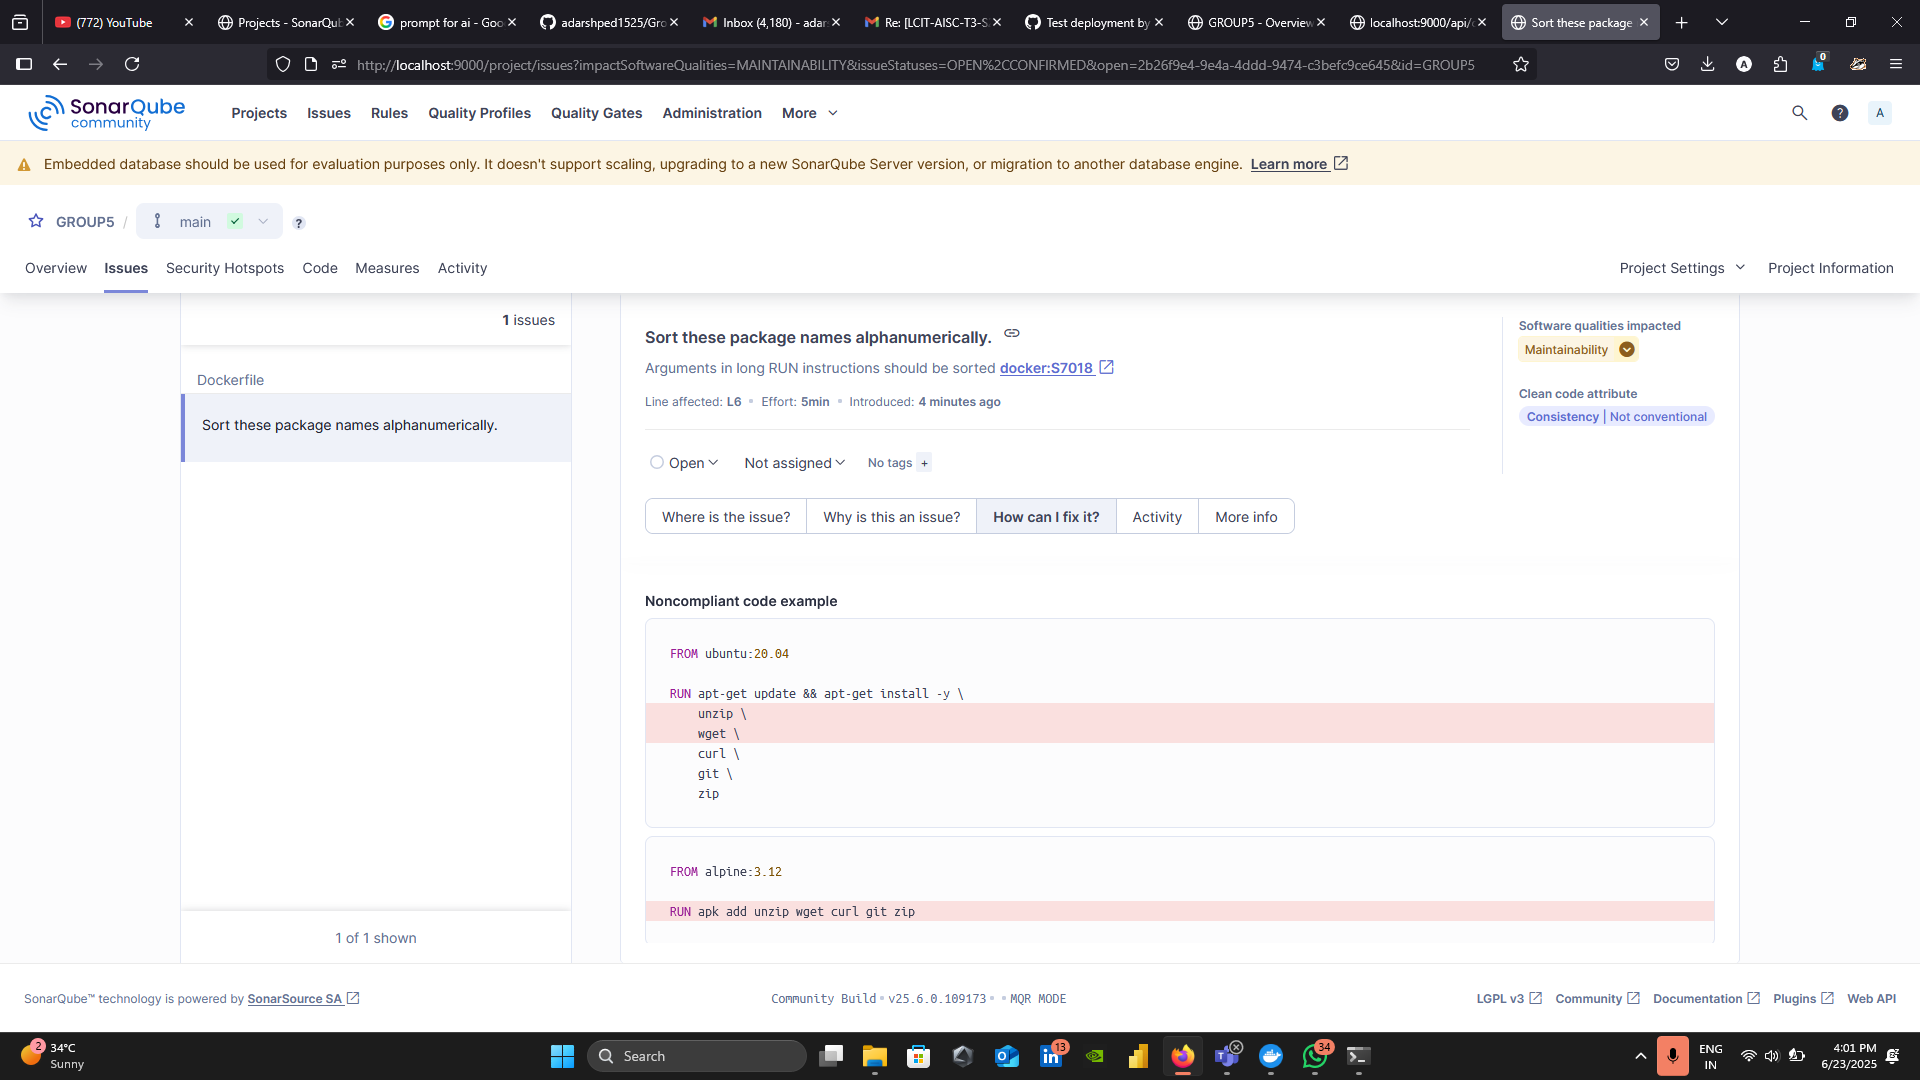 (772) YouTube
Projects - SonarQub
prompt for ai - Goo
adarshped1525/Gro
Inbox (4,180) - adar
Re: [LCIT-AISC-T3-S
Test deployment by
GROUP5 - Overview
localhost:9000/api/
Sort these package
http://localhost:9000/project/issues?impactSoftwareQualities=MAINTAINABILITY&issueStatuses=OPEN%2CCONFIRMED&open=2b26f9e4-9e4a-4ddd-9474-c3befc9ce645&id=GROUP5
A
0
SonarQube
community
Projects
Issues
Rules
Quality Profiles
Quality Gates
Administration
More
?
A
Embedded database should be used for evaluation purposes only. It doesn't support scaling, upgrading to a new SonarQube Server version, or migration to another database engine. Learn more
GROUP5 / main
?
Overview
Issues
Security Hotspots
Code
Measures
Activity
Project Settings
Project Information
1 issues
Dockerfile
Sort these package names alphanumerically.
1 of 1 shown
Sort these package names alphanumerically.
Arguments in long RUN instructions should be sorted docker:S7018
Line affected: L6 • Effort: 5min • Introduced: 4 minutes ago
Software qualities impacted
Maintainability
Clean code attribute
Consistency | Not conventional
Open
Not assigned
No tags +
Where is the issue?
Why is this an issue?
How can I fix it?
Activity
More info
Noncompliant code example
FROM ubuntu:20.04
RUN apt-get update && apt-get install -y \
unzip \
wget \
curl \
git \
zip
FROM alpine:3.12
RUN apk add unzip wget curl git zip
SonarQube™ technology is powered by SonarSource SA
Community Build • v25.6.0.109173 • • MQR MODE
LGPL v3
Community
Documentation
Plugins
Web API
2
34°C
Sunny
Search
13
34
ENG
IN
4:01 PM
6/23/2025